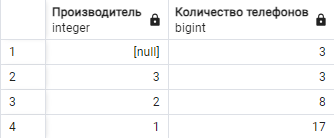 Производитель Количество телефонов
integer bigint
1 [null] 3
2 3 3
3 2 8
4 1 17